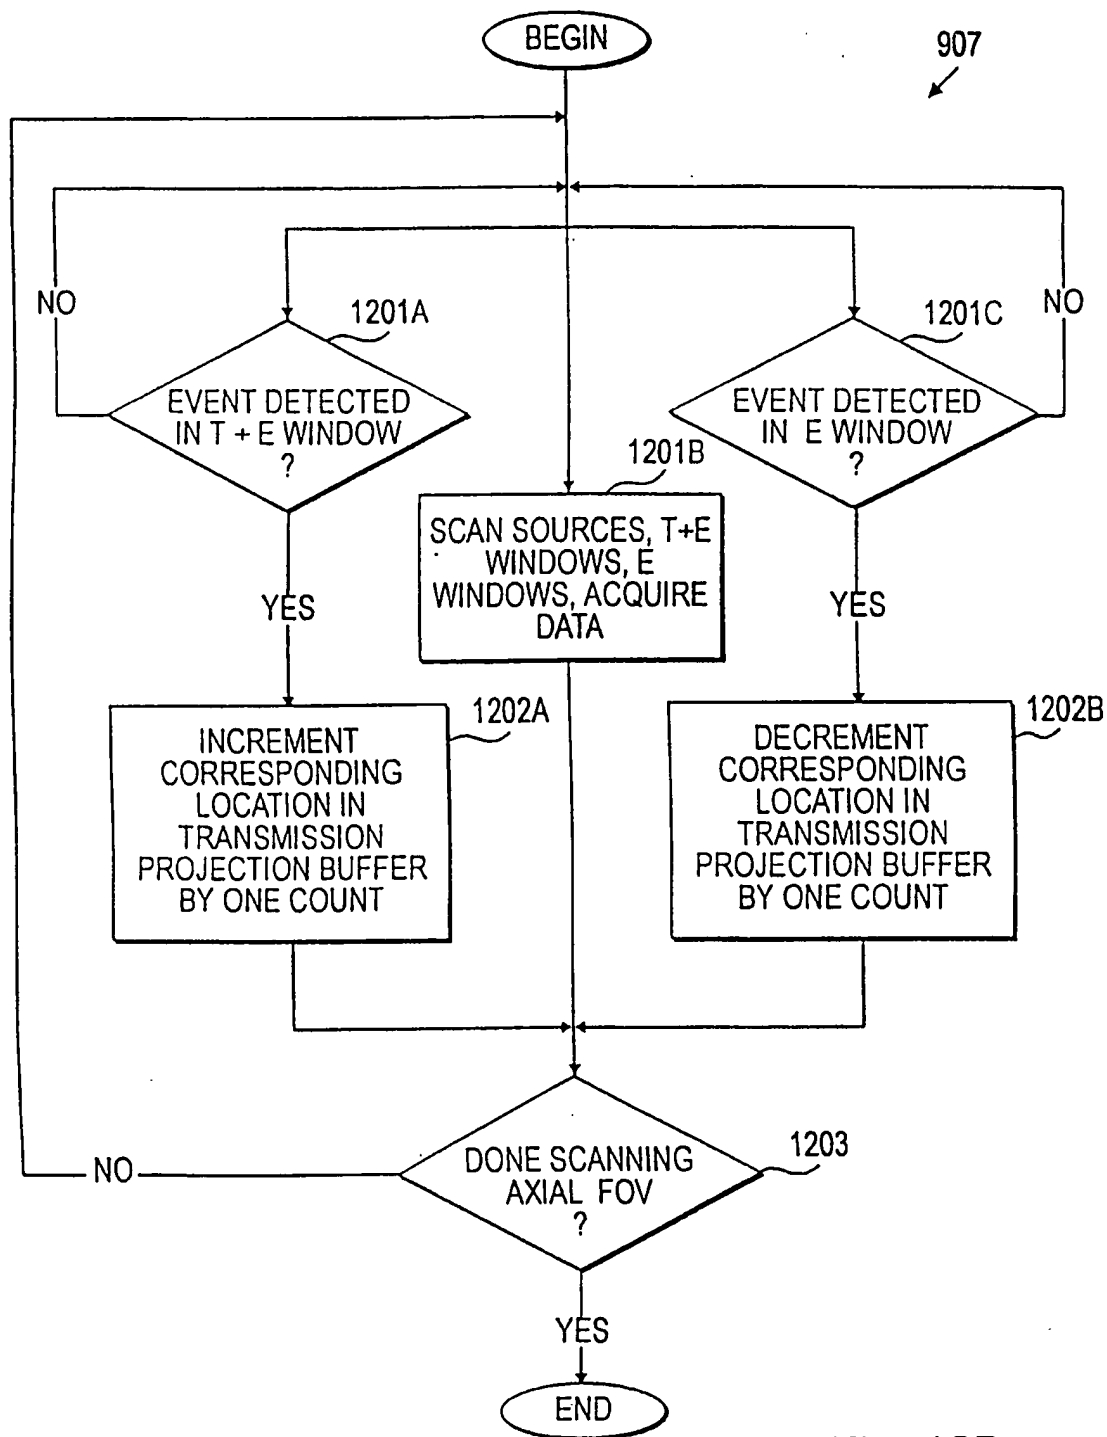 BEGIN
907
NO
1201A
1201C
NO
EVENT DETECTED
IN T + E WINDOW
?
EVENT DETECTED
IN E WINDOW
?
1201B
SCAN SOURCES, T+E
WINDOWS, E
WINDOWS, ACQUIRE
DATA
YES
YES
1202A
1202B
INCREMENT
CORRESPONDING
LOCATION IN
TRANSMISSION
PROJECTION BUFFER
BY ONE COUNT
DECREMENT
CORRESPONDING
LOCATION IN
TRANSMISSION
PROJECTION BUFFER
BY ONE COUNT
1203
NO
DONE SCANNING
AXIAL FOV
?
YES
END